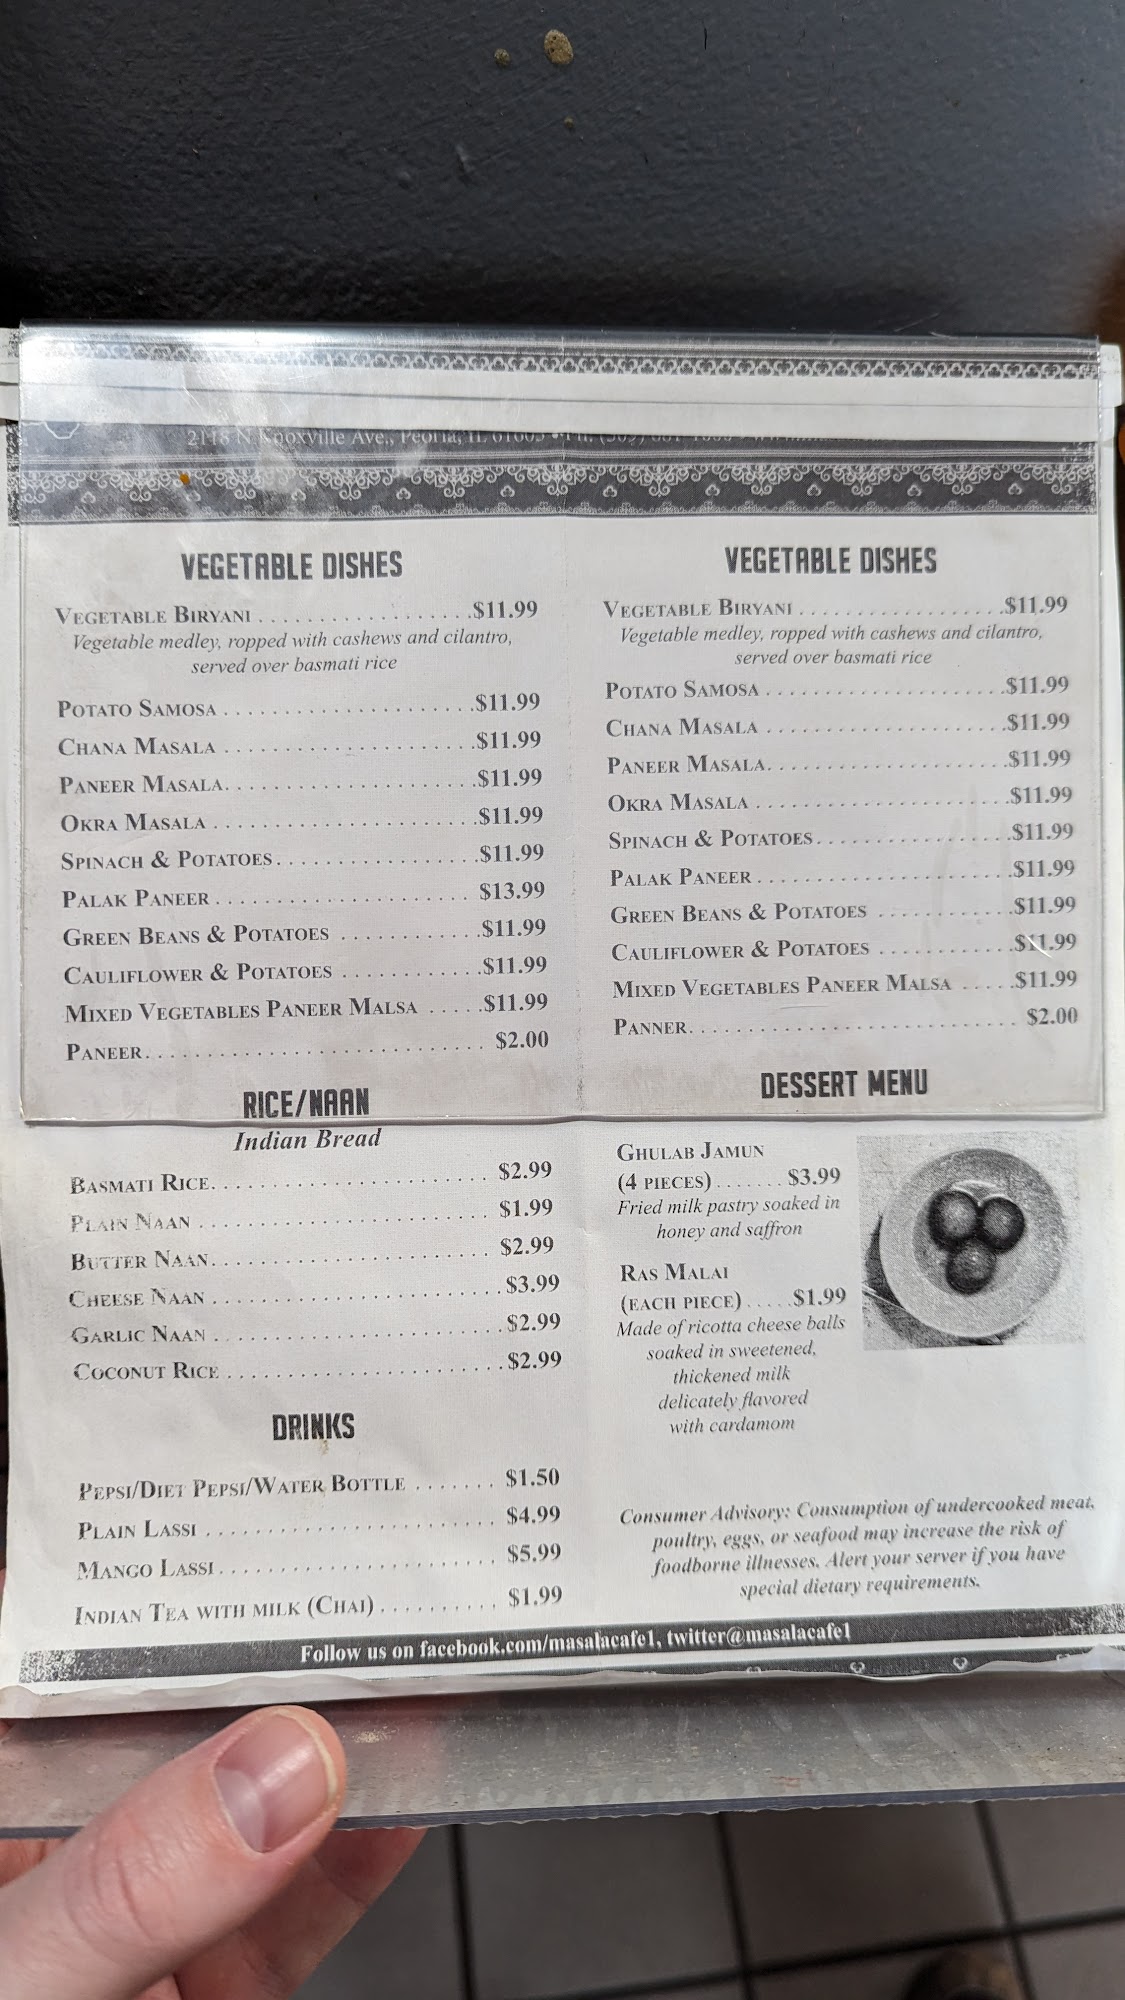 2118 N Knoxville Ave., Peoria, IL 61603
VEGETABLE DISHES
VEGETABLE BIRYANI . . . . . . . . . . . . . . . . . .$11.99
Vegetable medley, ropped with cashews and cilantro,
served over basmati rice
POTATO SAMOSA . . . . . . . . . . . . . . . . . . . . .$11.99
CHANA MASALA . . . . . . . . . . . . . . . . . . . . .$11.99
PANEER MASALA. . . . . . . . . . . . . . . . . . . . .$11.99
OKRA MASALA . . . . . . . . . . . . . . . . . . . . . .$11.99
SPINACH & POTATOES. . . . . . . . . . . . . . . . .$11.99
PALAK PANEER . . . . . . . . . . . . . . . . . . . . . $13.99
GREEN BEANS & POTATOES . . . . . . . . . . . .$11.99
CAULIFLOWER & POTATOES . . . . . . . . . . . .$11.99
MIXED VEGETABLES PANEER MALSA . . . . .$11.99
PANEER. . . . . . . . . . . . . . . . . . . . . . . . . . . . $2.00
RICE/NAAN
Indian Bread
BASMATI RICE. . . . . . . . . . . . . . . . . . . . . . . $2.99
PLAIN NAAN . . . . . . . . . . . . . . . . . . . . . . . . $1.99
BUTTER NAAN. . . . . . . . . . . . . . . . . . . . . . . $2.99
CHEESE NAAN . . . . . . . . . . . . . . . . . . . . . . . .$3.99
GARLIC NAAN . . . . . . . . . . . . . . . . . . . . . . . .$2.99
COCONUT RICE . . . . . . . . . . . . . . . . . . . . . . .$2.99
DRINKS
PEPSI/DIET PEPSI/WATER BOTTLE . . . . . . . $1.50
PLAIN LASSI . . . . . . . . . . . . . . . . . . . . . . . . $4.99
MANGO LASSI. . . . . . . . . . . . . . . . . . . . . . . $5.99
INDIAN TEA WITH MILK (CHAI) . . . . . . . . . . $1.99
VEGETABLE DISHES
VEGETABLE BIRYANI . . . . . . . . . . . . . . . . . .$11.99
Vegetable medley, ropped with cashews and cilantro,
served over basmati rice
POTATO SAMOSA . . . . . . . . . . . . . . . . . . . . .$11.99
CHANA MASALA . . . . . . . . . . . . . . . . . . . . .$11.99
PANEER MASALA. . . . . . . . . . . . . . . . . . . . .$11.99
OKRA MASALA . . . . . . . . . . . . . . . . . . . . . .$11.99
SPINACH & POTATOES. . . . . . . . . . . . . . . . .$11.99
PALAK PANEER . . . . . . . . . . . . . . . . . . . . . .$11.99
GREEN BEANS & POTATOES . . . . . . . . . . . .$11.99
CAULIFLOWER & POTATOES . . . . . . . . . . . .$11.99
MIXED VEGETABLES PANEER MALSA . . . . .$11.99
PANNER. . . . . . . . . . . . . . . . . . . . . . . . . . . . $2.00
DESSERT MENU
GHULAB JAMUN
(4 PIECES) . . . . . . . $3.99
Fried milk pastry soaked in
honey and saffron
RAS MALAI
(EACH PIECE) . . . . .$1.99
Made of ricotta cheese balls
soaked in sweetened,
thickened milk
delicately flavored
with cardamom
Consumer Advisory: Consumption of undercooked meat,
poultry, eggs, or seafood may increase the risk of
foodborne illnesses. Alert your server if you have
special dietary requirements.
Follow us on facebook.com/masalacafe1, twitter@masalacafe1